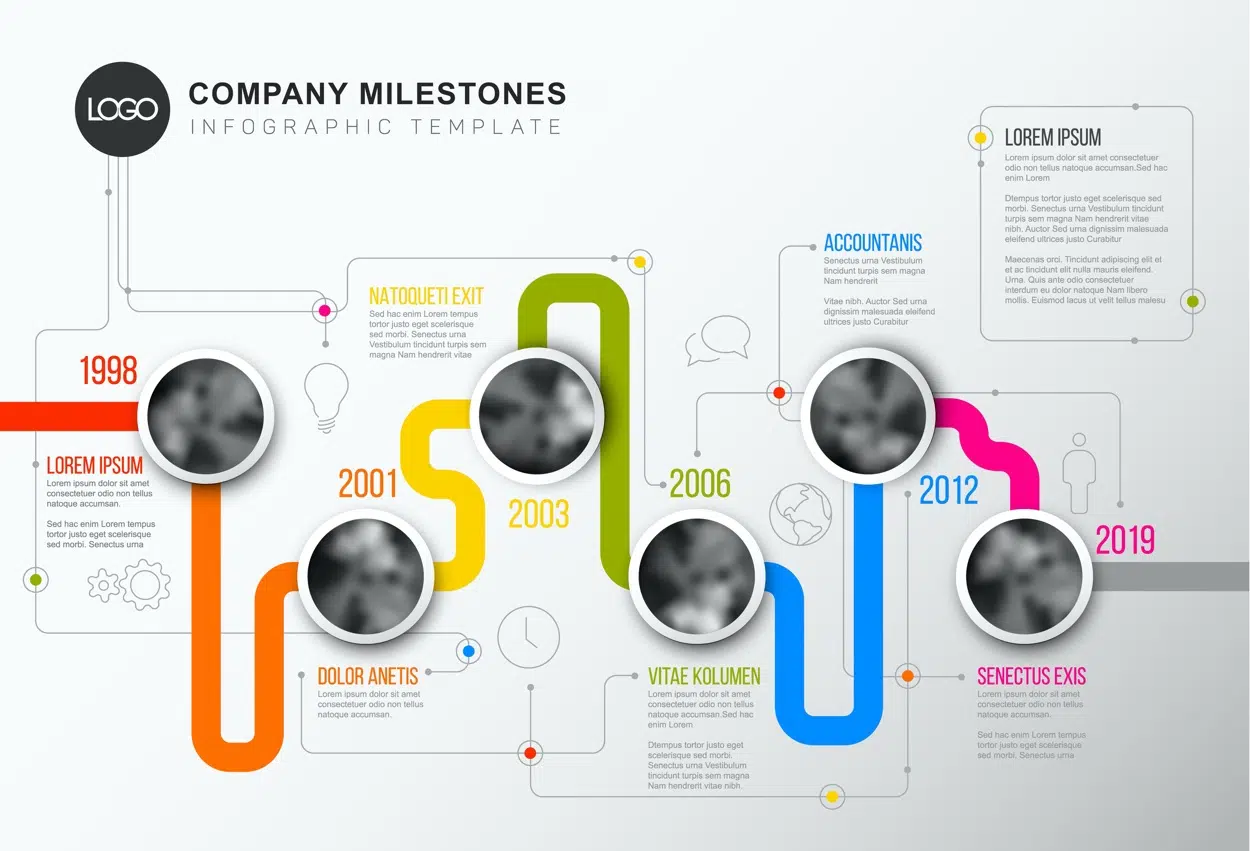 LOGO
COMPANY MILESTONES
INFOGRAPHIC TEMPLATE
LOREM IPSUM
Lorem ipsum dolor sit amet consectetuer
odio non tellus natoque accumsan.Sed hac
enim Lorem
Dtempus tortor justo eget scelerisque sed
morbi. Senectus urna Vestibulum tincidunt
turpis sem magna Nam hendrerit vitae
nibh. Auctor Sed urna dignissim malesuada
eleifend ultrices justo Curabitur
Maecenas orci. Tincidunt adipiscing elit et
et ac tincidunt elit nulla mauris eleifend.
Urna. Quis ante odio consectetuer
interdum eu dolor natoque Nam libero
mollis. Euismod lacus ut velit tellus malesu
1998
LOREM IPSUM
Lorem ipsum dolor sit amet
consectetuer odio non tellus
natoque accumsan.
Sed hac enim Lorem tempus
tortor justo eget scelerisque
sed morbi. Senectus urna
2001
DOLOR ANETIS
Lorem ipsum dolor sit amet
consectetuer odio non tellus
natoque accumsan.
NATOQUETI EXIT
Sed hac enim Lorem tempus
tortor justo eget scelerisque
sed morbi. Senectus urna
Vestibulum tincidunt turpis sem
magna Nam hendrerit vitae
2003
2006
VITAE KOLUMEN
Lorem ipsum dolor sit amet
consectetuer odio non tellus
natoque accumsan.Sed hac
enim Lorem
Dtempus tortor justo eget
scelerisque sed morbi.
Senectus urna Vestibulum
tincidunt turpis sem magna
Nam hendrerit vitae nibh.
ACCOUNTANIS
Senectus urna Vestibulum
tincidunt turpis sem magna
Nam hendrerit
Vitae nibh. Auctor Sed urna
dignissim malesuada eleifend
ultrices justo Curabitur
2012
2019
SENECTUS EXIS
Lorem ipsum dolor sit amet
consectetuer odio non tellus
natoque accumsan.
Sed hac enim Lorem tempus
tortor justo eget scelerisque
sed morbi. Senectus urna